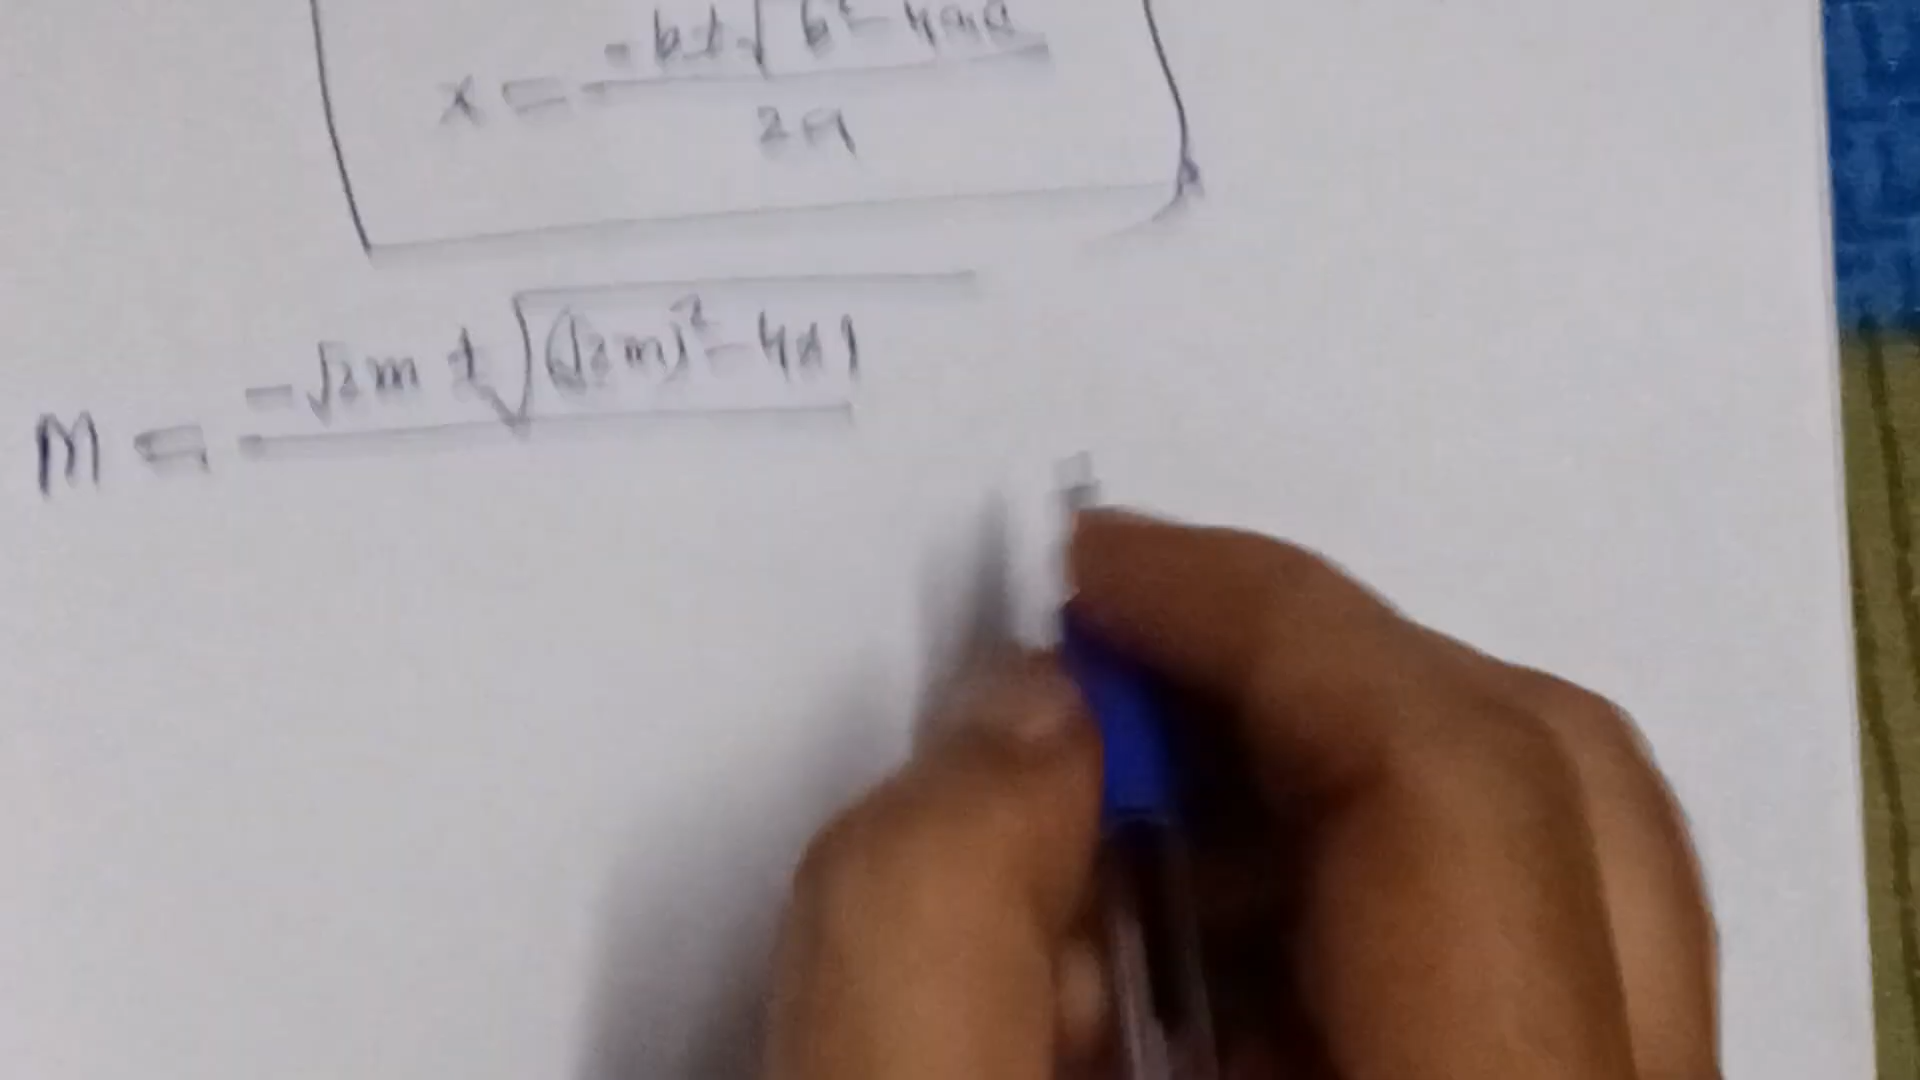 x = -b±√b²-4ac
2a
M = -√2m ±√(√2m)²-4×1